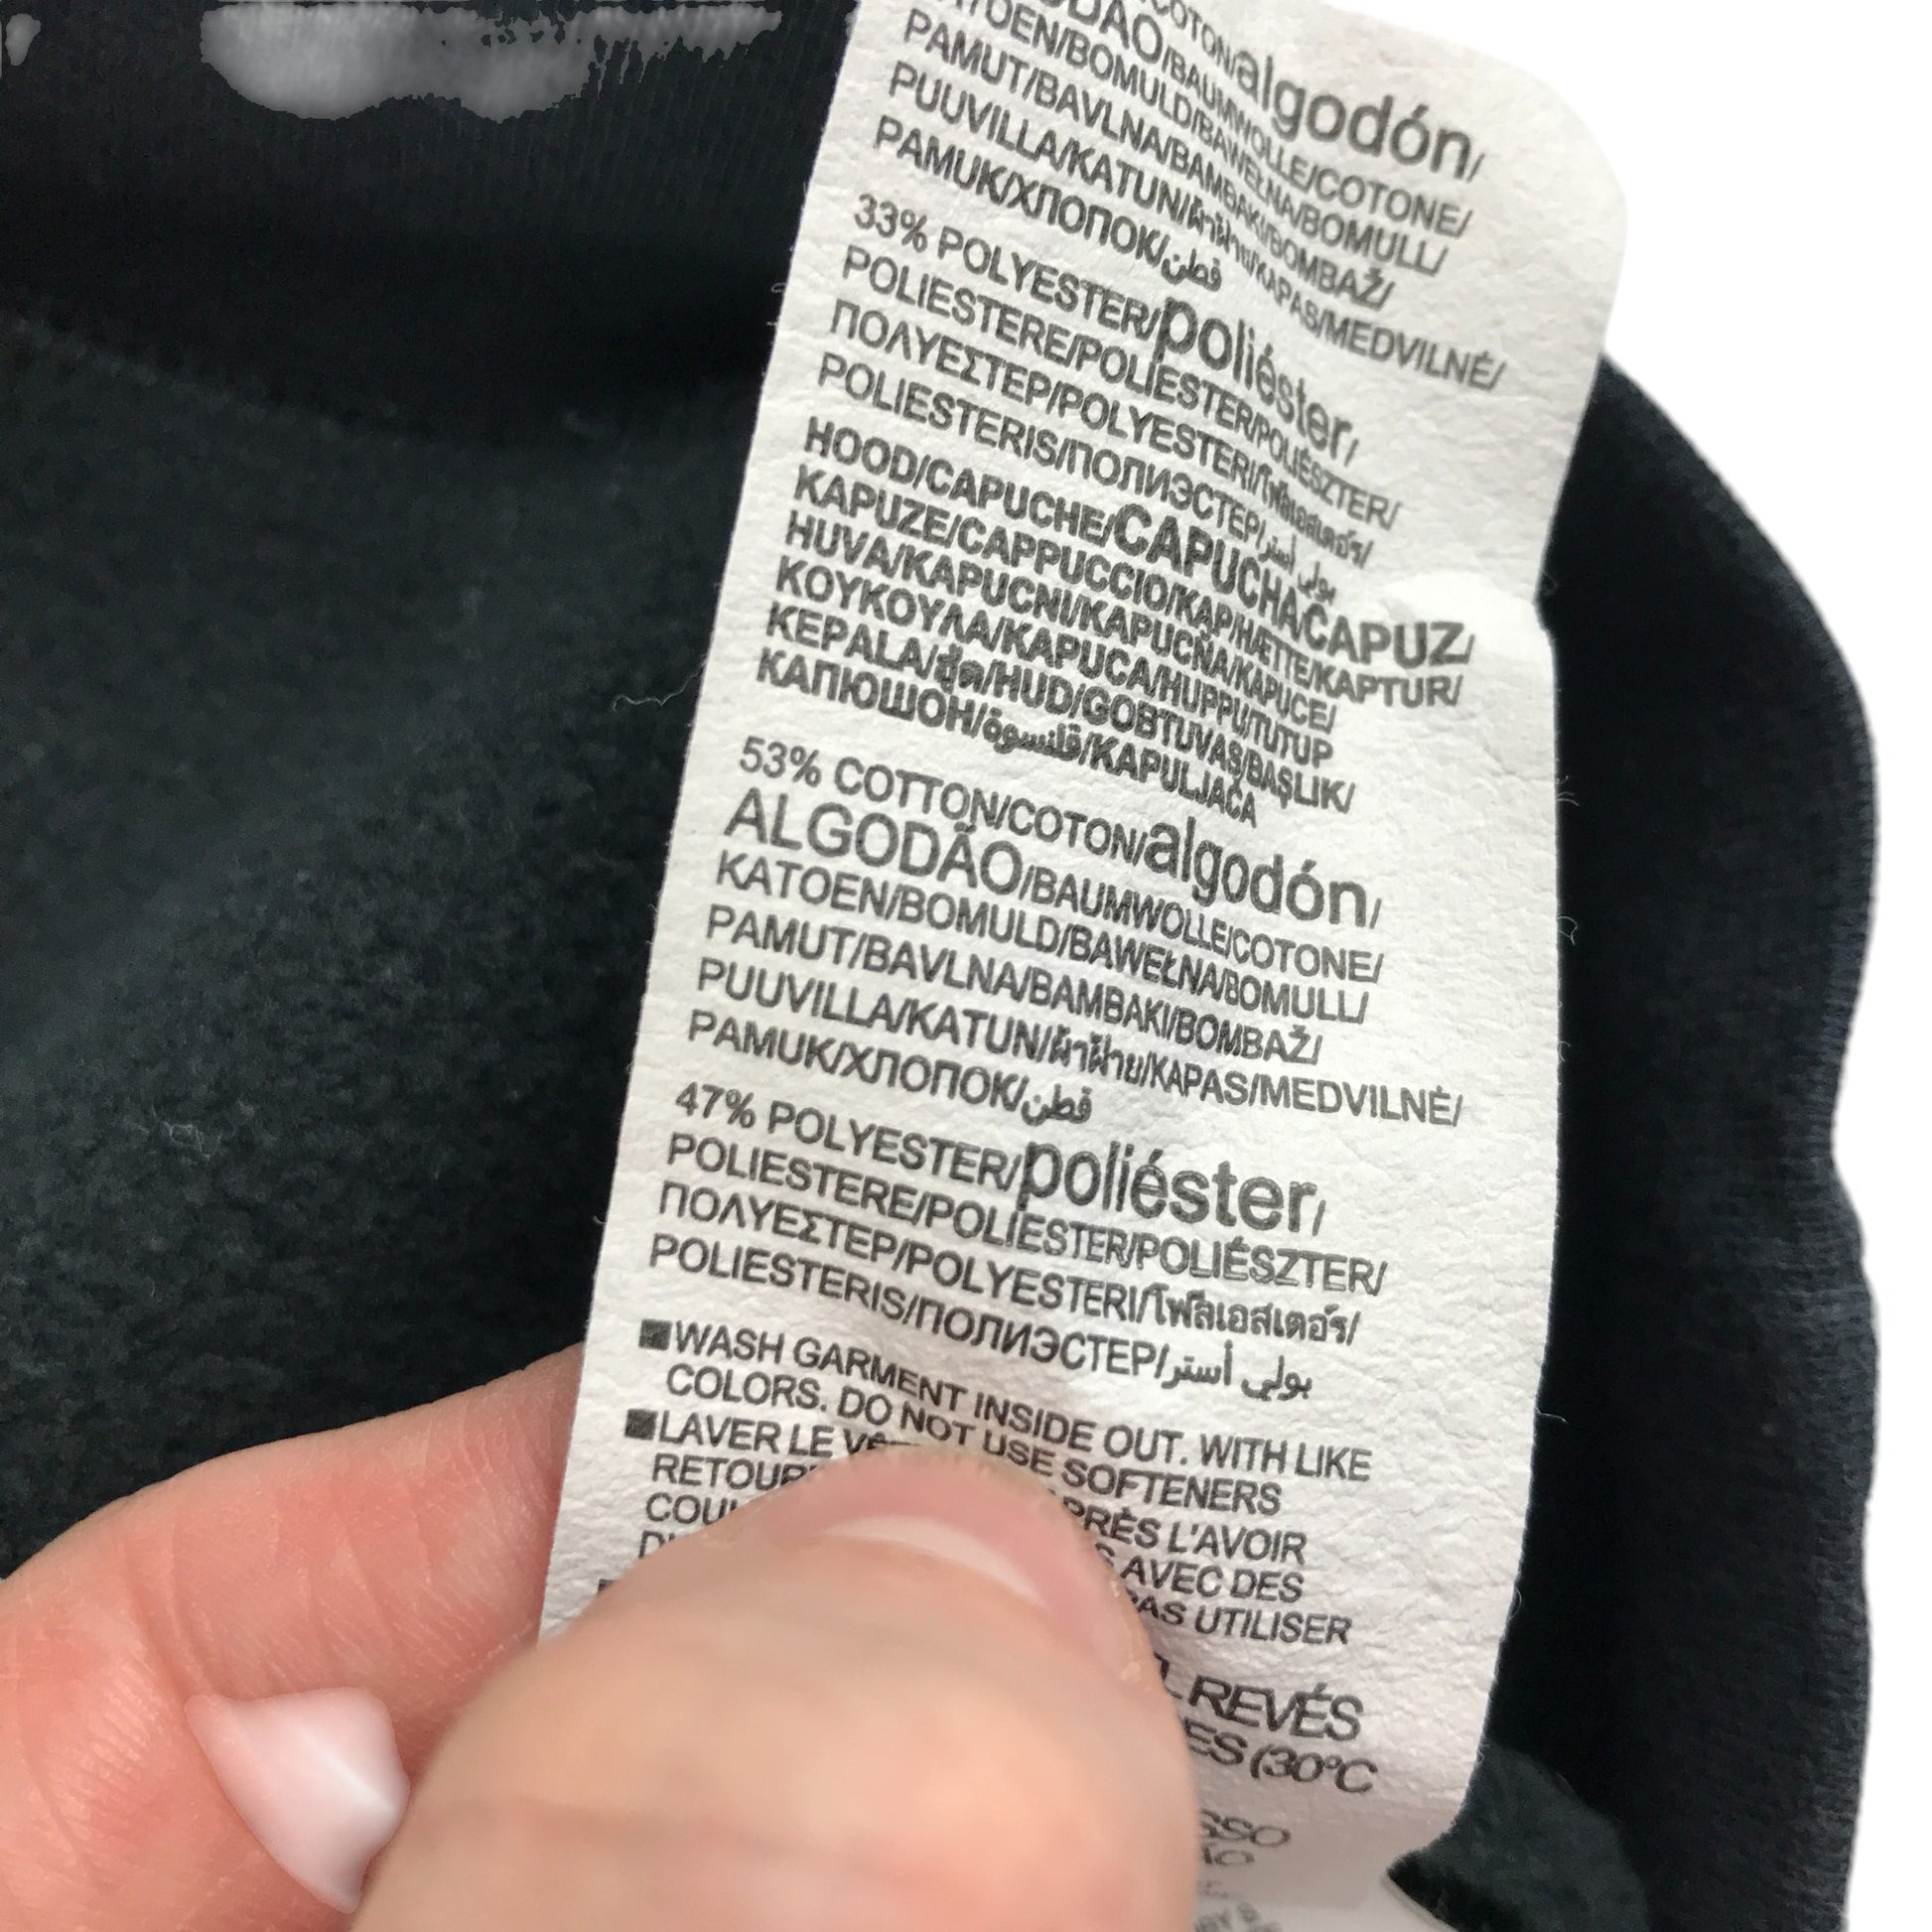 COTON/algodón/
ALGODÃO/BAUMWOLLE/COTONE/
KATOEN/BOMULD/BAWEŁNA/BOMULL/
PAMUT/BAVLNA/BAMBAKI/BOMBAŽ/
PUUVILLA/KATUN/ผ้าฝ้าย/KAPAS/MEDVILNĖ/
PAMUK/ХЛОПОК/قطن
33% POLYESTER/poliéster/
POLIESTERE/POLÍESTER/POLIÉSZTER/
ΠΟΛΥΕΣΤΕΡ/POLYESTERI/โพลีเอสเตอร์/
POLIESTERIS/ПОЛИЭСТЕР/بولي أستر
HOOD/CAPUCHE/CAPUCHA/CAPUZ/
KAPUZE/CAPPUCCIO/KAP/HÆTTE/KAPTUR/
HUVA/KAPUCNI/KAPUCŇA/KAPUCE/
ΚΟΥΚΟΥΛΑ/KAPUCA/HUPPU/TUTUP
KEPALA/ฮู้ด/HUD/GOBTUVAS/BAŞLIK/
КАПЮШОН/قلنسوة/KAPULJAČA
53% COTTON/COTON/algodón/
ALGODÃO/BAUMWOLLE/COTONE/
KATOEN/BOMULD/BAWEŁNA/BOMULL/
PAMUT/BAVLNA/BAMBAKI/BOMBAŽ/
PUUVILLA/KATUN/ผ้าฝ้าย/KAPAS/MEDVILNĖ/
PAMUK/ХЛОПОК/قطن
47% POLYESTER/poliéster/
POLIESTERE/POLÍESTER/POLIÉSZTER/
ΠΟΛΥΕΣΤΕΡ/POLYESTERI/โพลีเอสเตอร์/
POLIESTERIS/ПОЛИЭСТЕР/بولي أستر
■WASH GARMENT INSIDE OUT. WITH LIKE
COLORS. DO NOT USE SOFTENERS
■LAVER LE
L'AVOIR
AVEC DES
PAS UTILISER
REVÉS
(30ºC